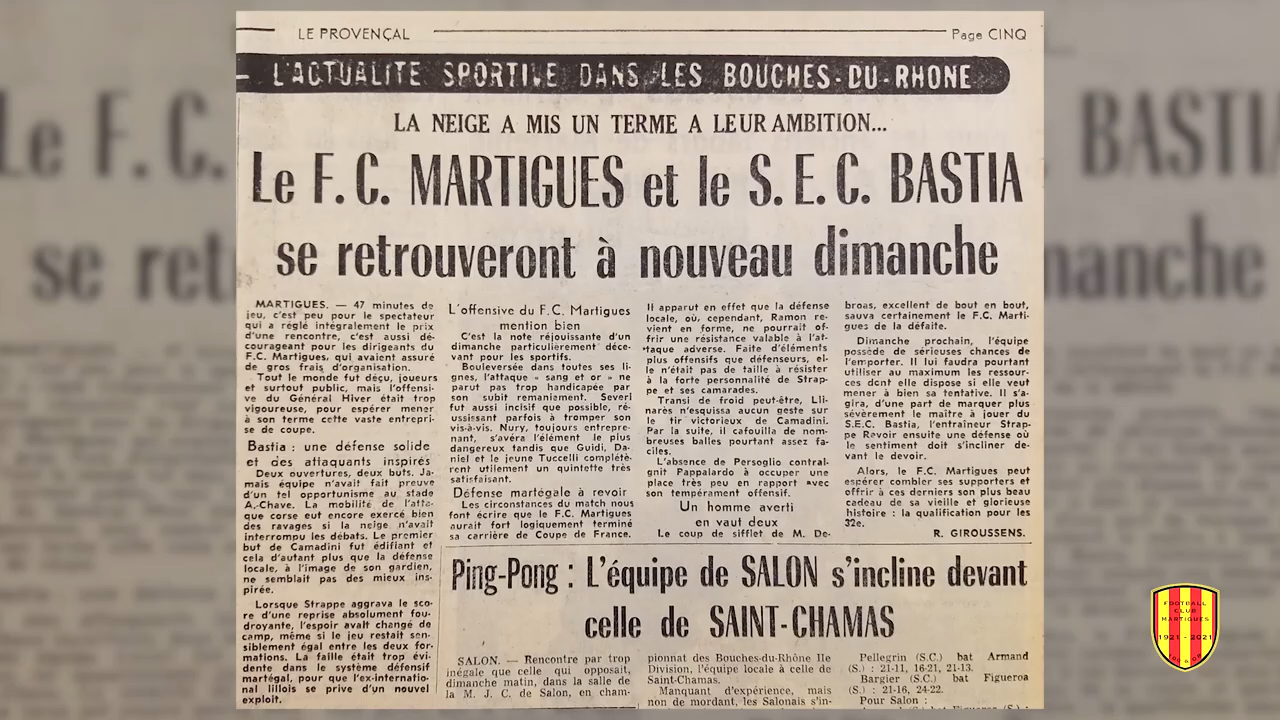 LE PROVENÇAL
Page CINQ
L'ACTUALITE SPORTIVE DANS LES BOUCHES-DU-RHONE
LA NEIGE A MIS UN TERME A LEUR AMBITION...
Le F.C. MARTIGUES et le S.E.C. BASTIA
se retrouveront à nouveau dimanche
MARTIGUES. — 47 minutes de
jeu, c'est peu pour le spectateur
qui a réglé intégralement le prix
d'une rencontre, c'est aussi dé-
courageant pour les dirigeants du
F.C. Martigues, qui avaient assuré
de gros frais d'organisation.
Tout le monde fut déçu, joueurs
et surtout public, mais l'offensi-
ve du Général Hiver était trop
vigoureuse, pour espérer mener
à son terme cette vaste entrepri-
se de coupe.
Bastia : une défense solide
et des attaquants inspirés
Deux ouvertures, deux buts. Ja-
mais équipe n'avait fait preuve
d'un tel opportunisme au stade
A.-Chave. La mobilité de l'atta-
que corse eut encore exercé bien
des ravages si la neige n'avait
interrompu les débats. Le premier
but de Camadini fut édifiant et
cela d'autant plus que la défense
locale, à l'image de son gardien,
ne semblait pas des mieux ins-
pirée.
Lorsque Strappe aggrava le sco-
re d'une reprise absolument fou-
droyante, l'espoir avait changé de
camp, même si le jeu restait sen-
siblement égal entre les deux for-
mations. La faille était trop évi-
dente dans le système défensif
martégal, pour que l'ex-internatio-
nal lillois se prive d'un nouvel
exploit.
L'offensive du F.C. Martigues
mention bien
C'est la note réjouissante d'un
dimanche particulièrement déce-
vant pour les sportifs.
Bouleversée dans toutes ses li-
gnes, l'attaque « sang et or » ne
parut pas trop handicapée par
son subit remaniement. Severl
fut aussi incisif que possible, ré-
ussissant parfois à tromper son
vis-à-vis. Nury, toujours entrepre-
nant, s'avéra l'élément le plus
dangereux tandis que Guidi, Da-
niel et le jeune Tuccelli complétè-
rent utilement un quintette très
satisfaisant.
Défense martégale à revoir
Les circonstances du match nous
font écrire que le F.C. Martigues
aurait fort logiquement terminé
sa carrière de Coupe de France.
Il apparut en effet que la défense
locale, où, cependant, Ramon re-
vient en forme, ne pourrait of-
frir une résistance valable à l'at-
taque adverse. Faite d'éléments
plus offensifs que défenseurs, el-
le n'était pas de taille à résister
à la forte personnalité de Strap-
pe et ses camarades.
Transi de froid peut-être, Lli-
narès n'esquissa aucun geste sur
le tir victorieux de Camadini.
Par la suite, il cafouilla de nom-
breuses balles pourtant assez fa-
ciles.
L'absence de Persoglio contrai-
gnit Pappalardo à occuper une
place très peu en rapport avec
son tempérament offensif.
Un homme averti
en vaut deux
Le coup de sifflet de M. De-
broas, excellent de bout en bout,
sauva certainement le F.C. Marti-
gues de la défaite.
Dimanche prochain, l'équipe
possède de sérieuses chances de
l'emporter. Il lui faudra pourtant
utiliser au maximum les ressour-
ces dont elle dispose si elle veut
mener à bien sa tentative. Il s'a-
gira, d'une part de marquer plus
sévèrement le maître à jouer du
S.E.C. Bastia, l'entraîneur Strap-
pe Revoir ensuite une défense où
le sentiment doit s'incliner de-
vant le devoir.
Alors, le F.C. Martigues peut
espérer combler ses supporters et
offrir à ces derniers son plus beau
cadeau de sa vieille et glorieuse
histoire : la qualification pour les
32e.
R. GIROUSSENS.
Ping-Pong : L'équipe de SALON s'incline devant
celle de SAINT-CHAMAS
SALON. — Rencontre par trop
inégale que celle qui opposait,
dimanche matin, dans la salle de
la M. J. C. de Salon, en cham-
pionnat des Bouches-du-Rhône IIe
Division, l'équipe locale à celle de
Saint-Chamas.
Manquant d'expérience, mais
non de mordant, les Salonais s'in-
Pellegrin (S.C.) bat Armand
(S.) : 21-11, 16-21, 21-13.
Bargier (S.C.) bat Figueroa
(S.) : 21-16, 24-22.
Pour Salon :
FOOTBALL
CLUB
MARTIGUES
1921 - 2021